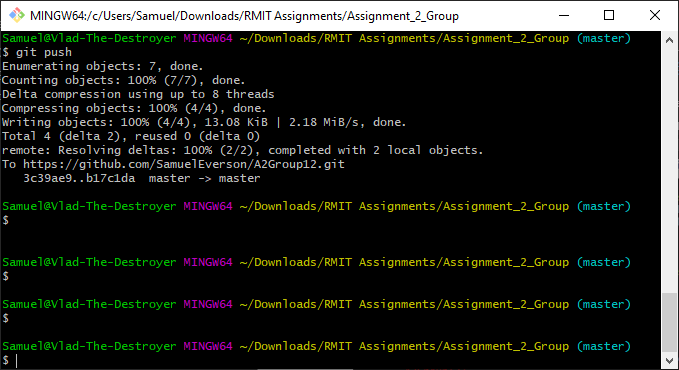 MINGW64:/c/Users/Samuel/Downloads/RMIT Assignments/Assignment_2_Group
Samuel@Vlad-The-Destroyer MINGW64 ~/Downloads/RMIT Assignments/Assignment_2_Group (master)
$ git push
Enumerating objects: 7, done.
Counting objects: 100% (7/7), done.
Delta compression using up to 8 threads
Compressing objects: 100% (4/4), done.
Writing objects: 100% (4/4), 13.08 KiB | 2.18 MiB/s, done.
Total 4 (delta 2), reused 0 (delta 0)
remote: Resolving deltas: 100% (2/2), completed with 2 local objects.
To https://github.com/SamuelEverson/A2Group12.git
   3c39ae9..b17c1da  master -> master
Samuel@Vlad-The-Destroyer MINGW64 ~/Downloads/RMIT Assignments/Assignment_2_Group (master)
$
Samuel@Vlad-The-Destroyer MINGW64 ~/Downloads/RMIT Assignments/Assignment_2_Group (master)
$
Samuel@Vlad-The-Destroyer MINGW64 ~/Downloads/RMIT Assignments/Assignment_2_Group (master)
$
Samuel@Vlad-The-Destroyer MINGW64 ~/Downloads/RMIT Assignments/Assignment_2_Group (master)
$